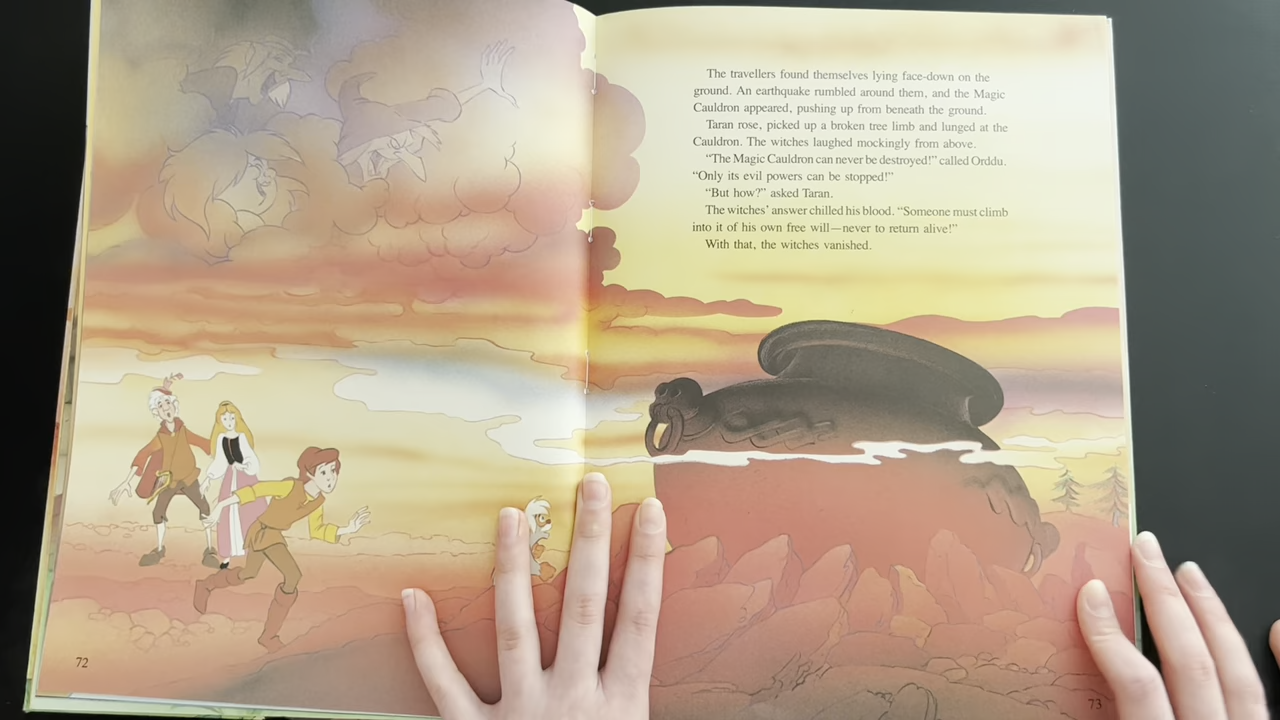 The travellers found themselves lying face-down on the
ground. An earthquake rumbled around them, and the Magic
Cauldron appeared, pushing up from beneath the ground.
Taran rose, picked up a broken tree limb and lunged at the
Cauldron. The witches laughed mockingly from above.
“The Magic Cauldron can never be destroyed!” called Orddu.
“Only its evil powers can be stopped!”
“But how?” asked Taran.
The witches’ answer chilled his blood. “Someone must climb
into it of his own free will—never to return alive!”
With that, the witches vanished.
72
73